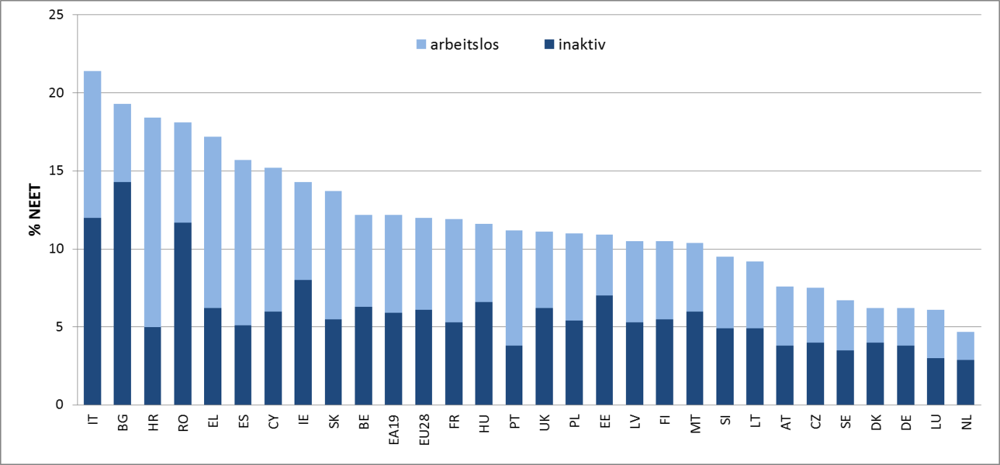 25
20
15
10
5
0
% NEET
arbeitslos inaktiv
IT BG HR RO EL ES CY IE SK BE EA19 EU28 FR HU PT UK PL EE LV FI MT SI LT AT CZ SE DK DE LU NL